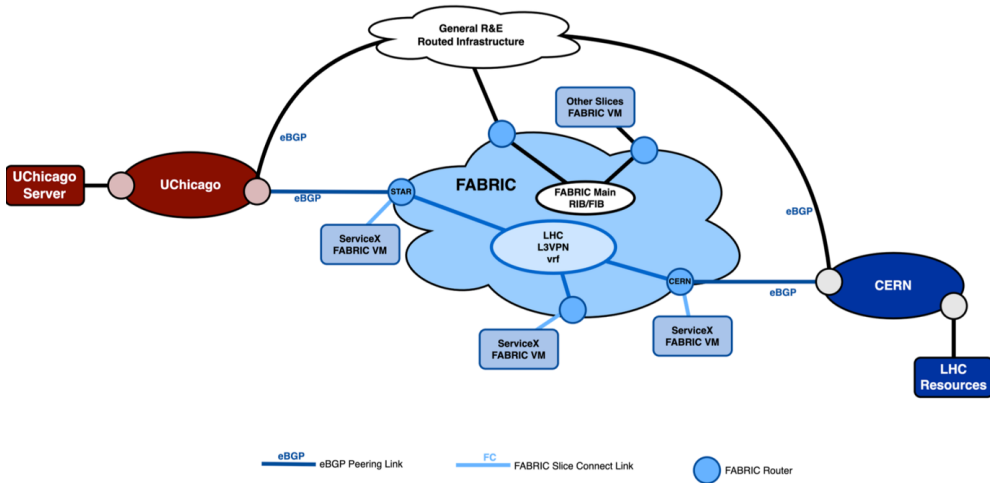 General R&E
Routed Infrastructure
Other Slices
FABRIC VM
eBGP
UChicago
Server
UChicago
eBGP
STAR
FABRIC
FABRIC Main
RIB/FIB
ServiceX
FABRIC VM
LHC
L3VPN
vrf
eBGP
CERN
eBGP
CERN
ServiceX
FABRIC VM
ServiceX
FABRIC VM
LHC
Resources
eBGP
eBGP Peering Link
FC
FABRIC Slice Connect Link
FABRIC Router